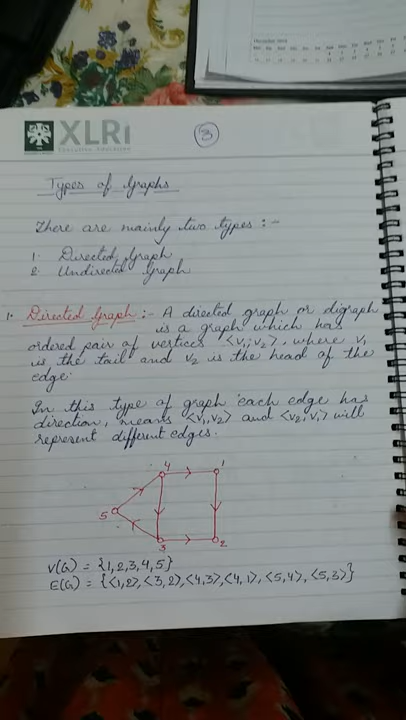 XLRi
3
Types of Graphs
There are mainly two types :-
1. Directed Graph
2. Undirected Graph
1. Directed Graph :- A directed graph or digraph
is a graph which has
ordered pair of vertices <v1, v2>, where v1
is the tail and v2 is the head of the
edge.
In this type of graph each edge has
direction, means <v1, v2> and <v2, v1> will
represent different edges.
4 1
5
3 2
V(G) = {1,2,3,4,5}
E(G) = {<1,2>,<3,2>,<4,3>,<4,1>,<5,4>,<5,3>}